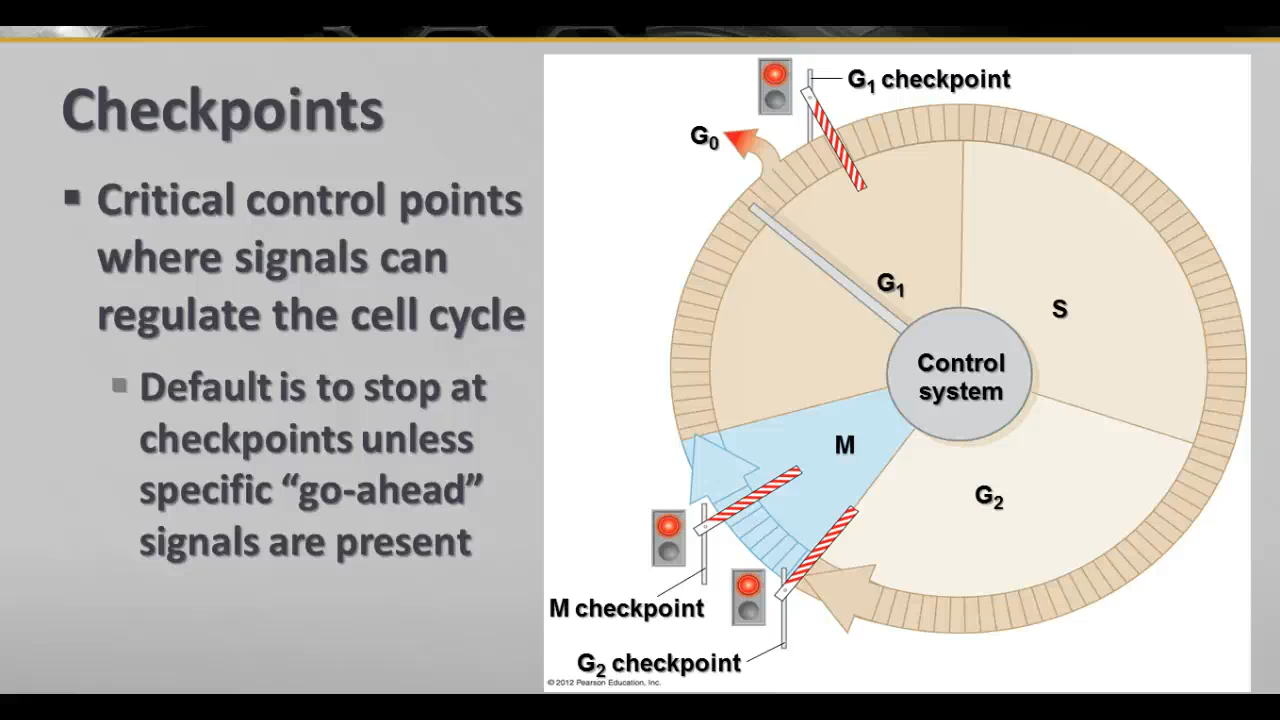 Checkpoints
▪ Critical control points
where signals can
regulate the cell cycle
▪ Default is to stop at
checkpoints unless
specific “go-ahead”
signals are present
G₁ checkpoint
G₀
G₁
S
Control
system
M
G₂
M checkpoint
G₂ checkpoint
© 2012 Pearson Education, Inc.